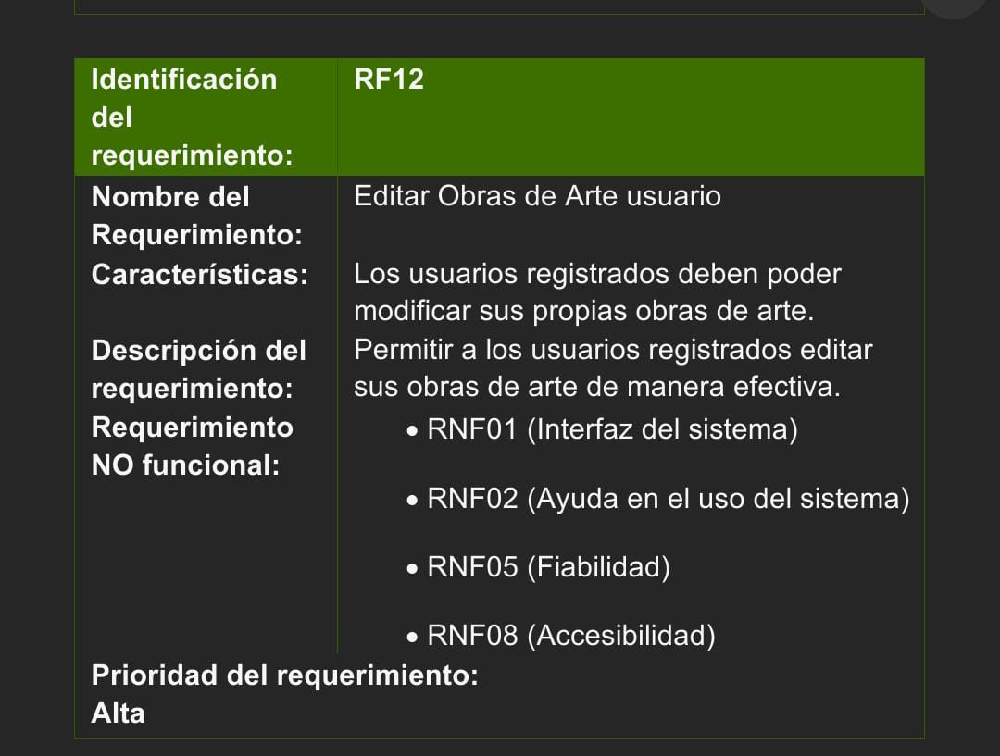 Identificación
del
requerimiento:
RF12
Nombre del
Requerimiento:
Editar Obras de Arte usuario
Características:
Los usuarios registrados deben poder
modificar sus propias obras de arte.
Descripción del
requerimiento:
Permitir a los usuarios registrados editar
sus obras de arte de manera efectiva.
Requerimiento
NO funcional:
• RNF01 (Interfaz del sistema)
• RNF02 (Ayuda en el uso del sistema)
• RNF05 (Fiabilidad)
• RNF08 (Accesibilidad)
Prioridad del requerimiento:
Alta